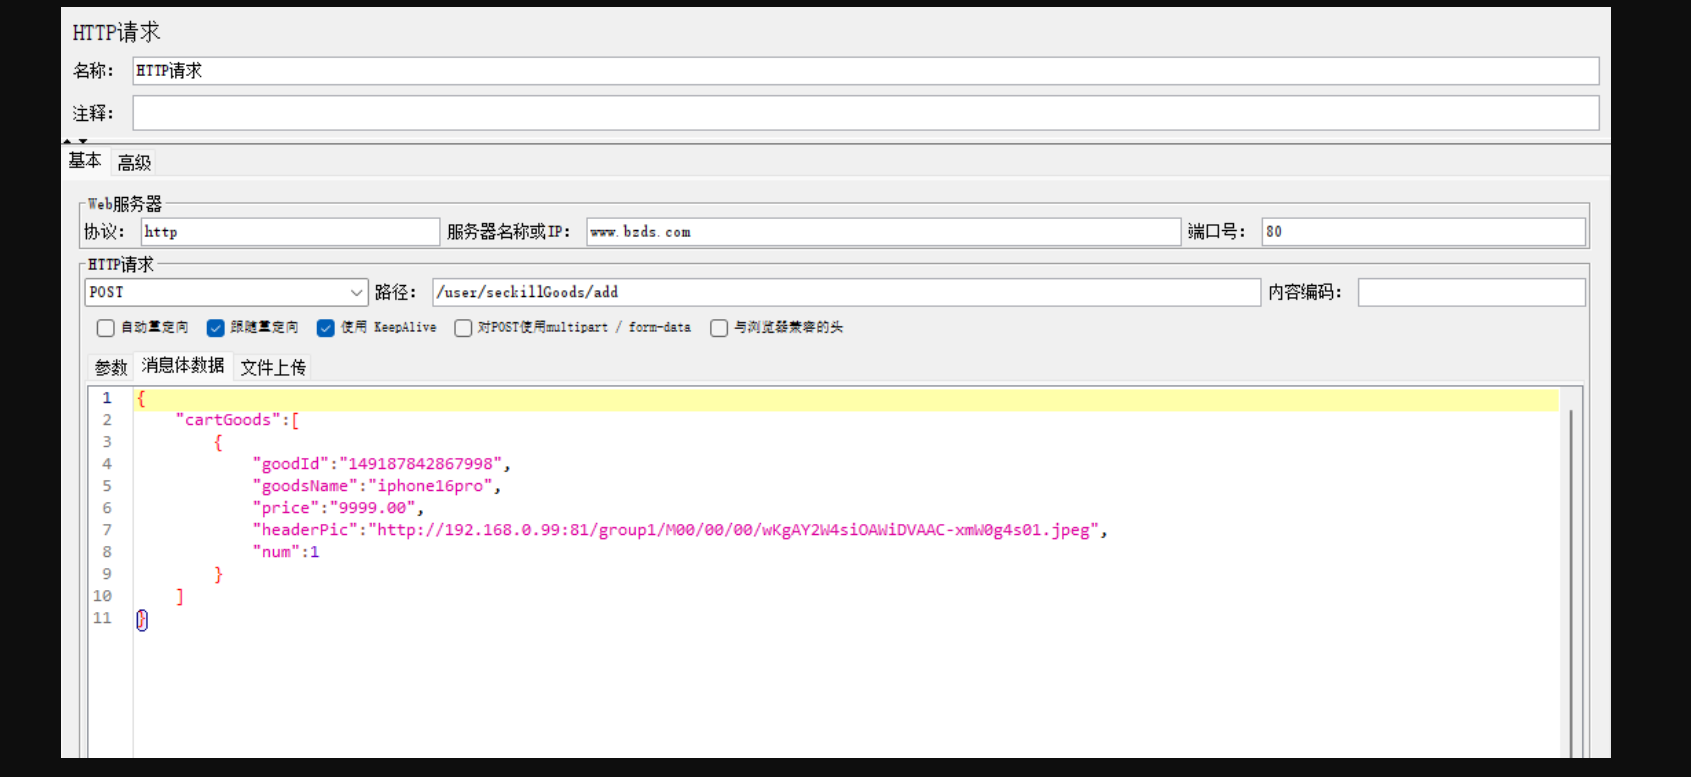 HTTP请求
名称： HTTP请求
注释：
基本 高级
Web服务器
协议： http 服务器名称或IP： www.bzds.com 端口号： 80
HTTP请求
POST 路径： /user/seckillGoods/add 内容编码：
自动重定向 跟随重定向 使用 KeepAlive 对POST使用multipart / form-data 与浏览器兼容的头
参数 消息体数据 文件上传
1 {
2 "cartGoods":[
3 {
4 "goodId":"149187842867998",
5 "goodsName":"iphone16pro",
6 "price":"9999.00",
7 "headerPic":"http://192.168.0.99:81/group1/M00/00/00/wKgAY2W4siOAWiDVAAC-xmW0g4s01.jpeg",
8 "num":1
9 }
10 ]
11 }